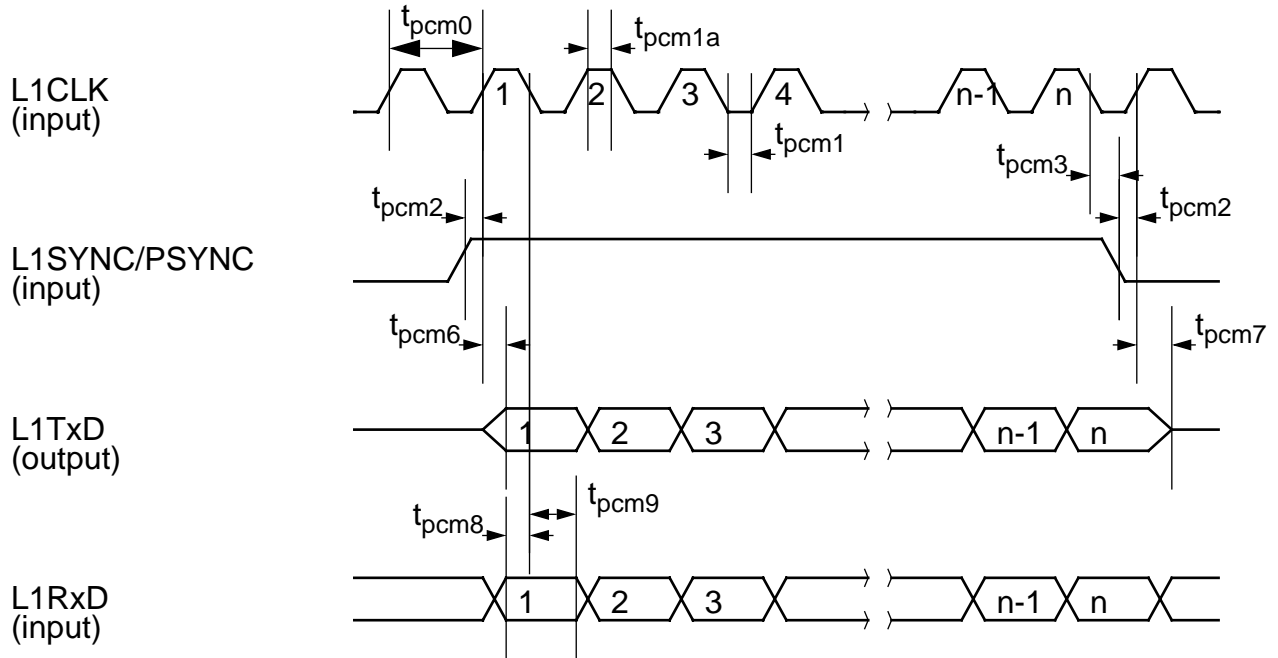 tpcm0
tpcm1a
L1CLK
(input)
1
2
3
4
n-1
n
tpcm1
tpcm3
tpcm2
tpcm2
L1SYNC/PSYNC
(input)
tpcm6
tpcm7
L1TxD
(output)
1
2
3
n-1
n
tpcm9
tpcm8
L1RxD
(input)
1
2
3
n-1
n